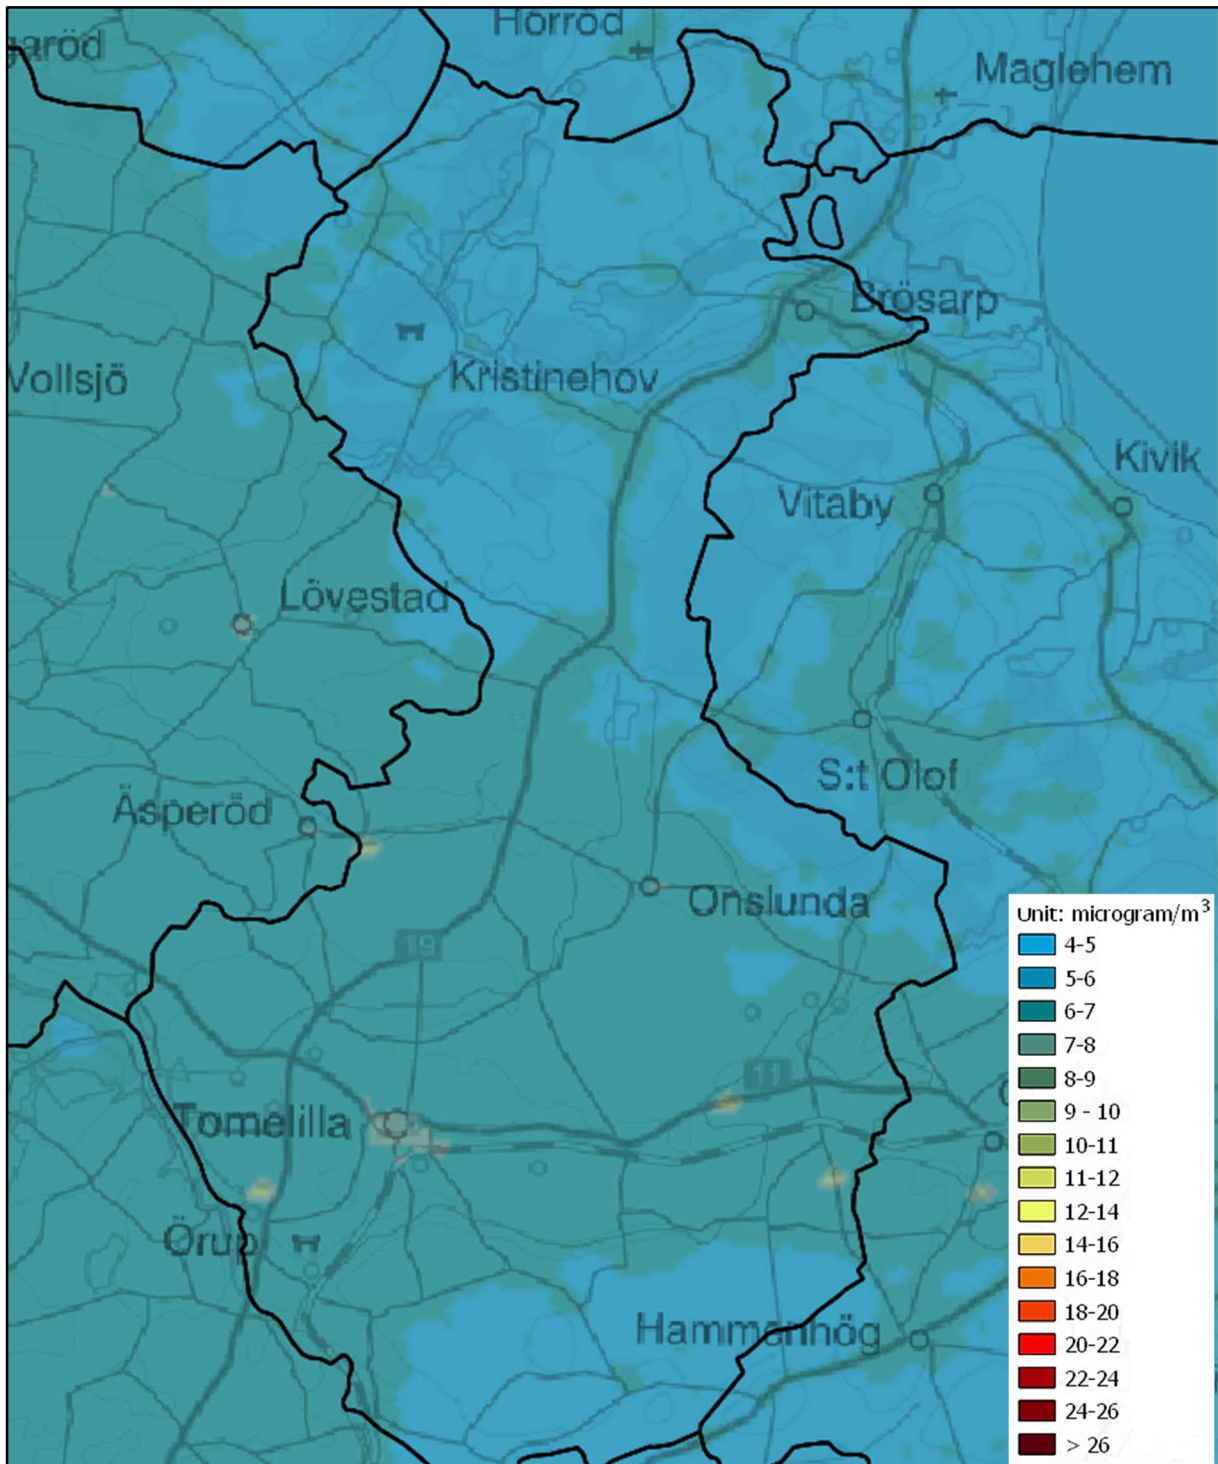 Hörröd
garöd
Maglehem
Brösarp
Vollsjö
Kristinehov
Kivik
Vitaby
Lövestad
S:t Olof
Äsperöd
Onslunda
19
11
Tomelilla
Örup
Hammenhög
Unit: microgram/m³
4-5
5-6
6-7
7-8
8-9
9 - 10
10-11
11-12
12-14
14-16
16-18
18-20
20-22
22-24
24-26
> 26